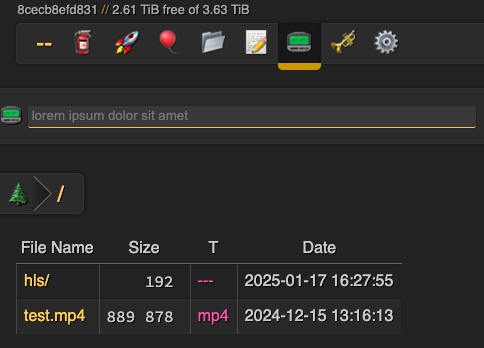 8cecb8efd831 // 2.61 TiB free of 3.63 TiB
--
lorem ipsum dolor sit amet
/
File Name Size T Date
hls/ 192 --- 2025-01-17 16:27:55
test.mp4 889 878 mp4 2024-12-15 13:16:13